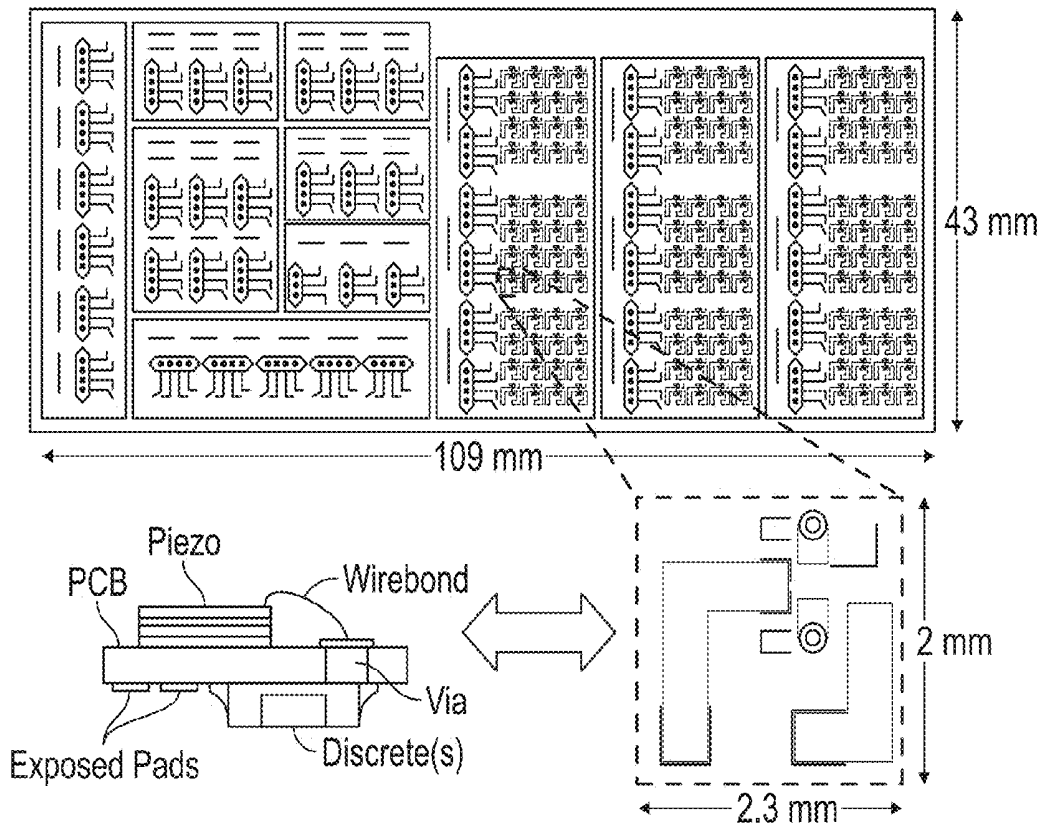 43 mm
109 mm
Piezo
PCB
Wirebond
Via
Exposed Pads
Discrete(s)
2 mm
2.3 mm